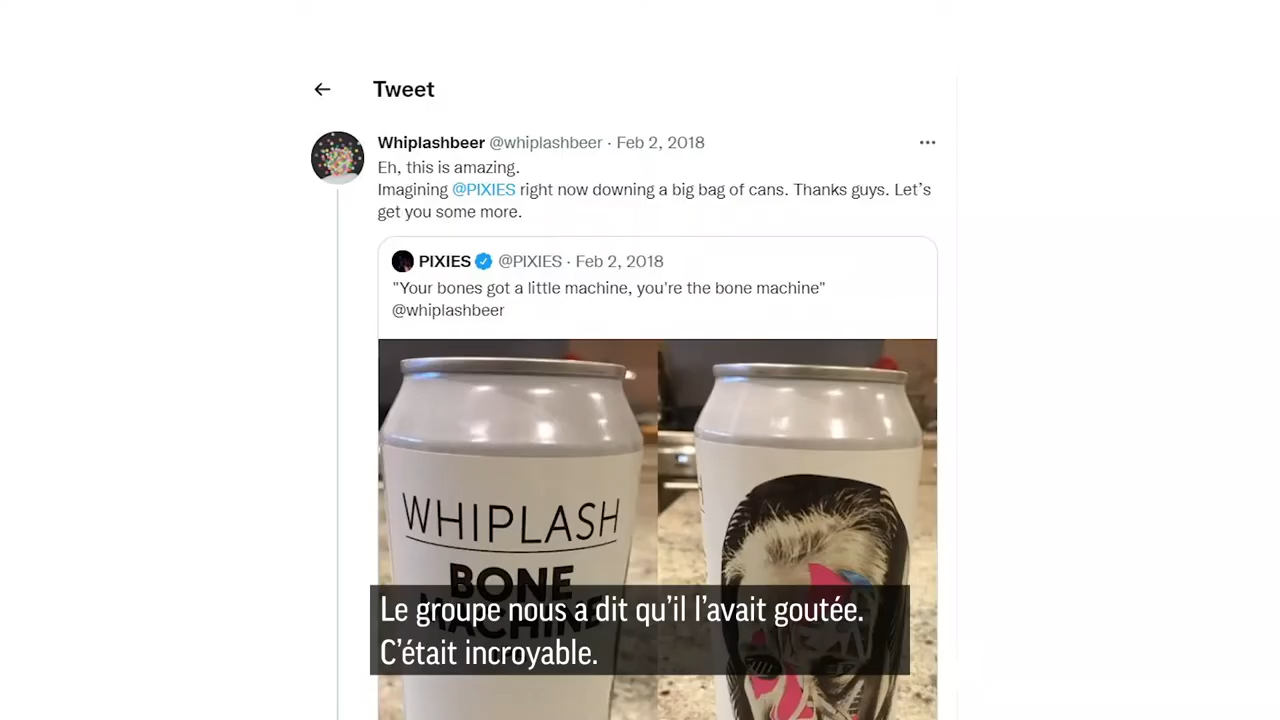 Tweet
Whiplashbeer @whiplashbeer · Feb 2, 2018
Eh, this is amazing.
Imagining @PIXIES right now downing a big bag of cans. Thanks guys. Let's
get you some more.
PIXIES @PIXIES · Feb 2, 2018
"Your bones got a little machine, you're the bone machine"
@whiplashbeer
WHIPLASH
BONE
MACHINE
Le groupe nous a dit qu'il l'avait goutée.
C'était incroyable.